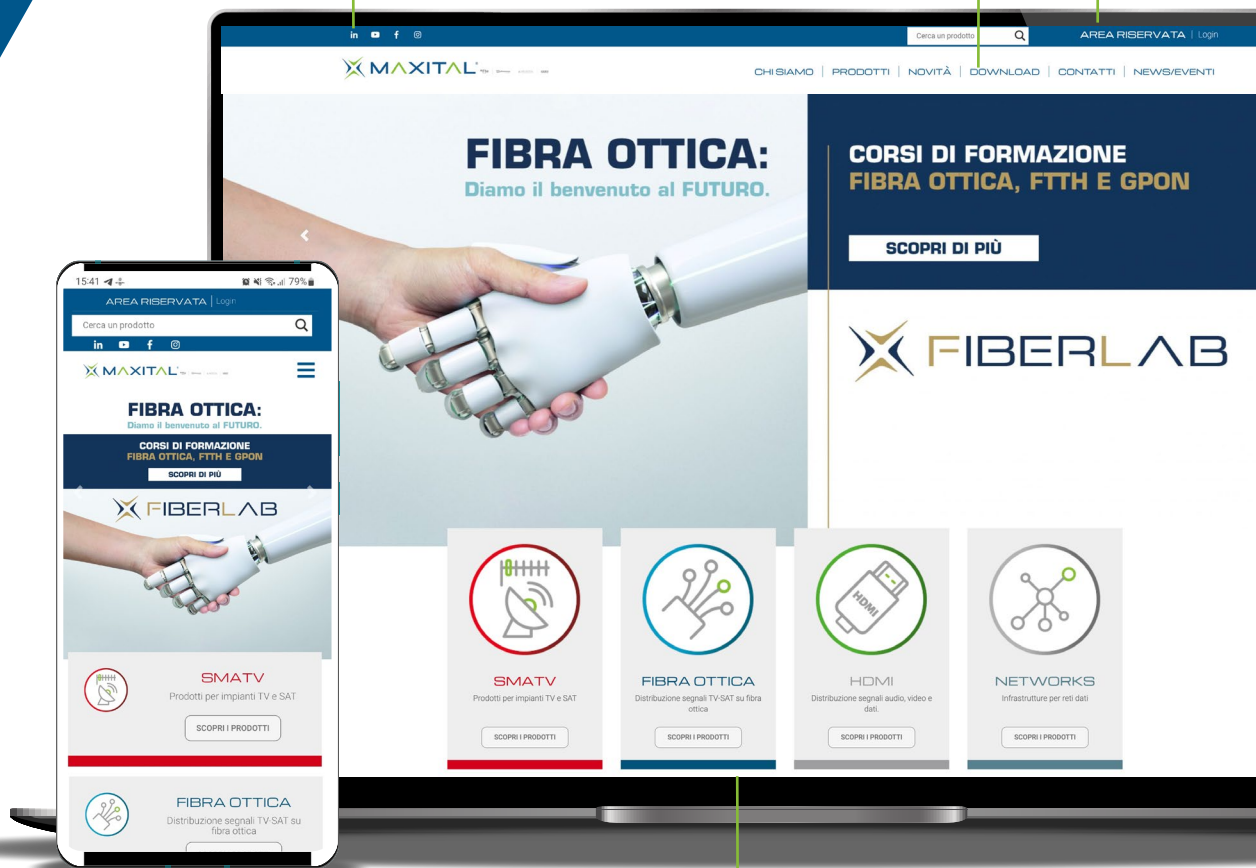 in f
Cerca un prodotto
AREA RISERVATA | Login
MAXITAL
CHI SIAMO | PRODOTTI | NOVITÀ | DOWNLOAD | CONTATTI | NEWS/EVENTI
FIBRA OTTICA:
Diamo il benvenuto al FUTURO.
CORSI DI FORMAZIONE
FIBRA OTTICA, FTTH E GPON
SCOPRI DI PIÙ
FIBERLAB
SMATV
Prodotti per impianti TV e SAT
SCOPRI I PRODOTTI
FIBRA OTTICA
Distribuzione segnali TV-SAT su fibra
ottica
SCOPRI I PRODOTTI
HDMI
HDMI
Distribuzione segnali audio, video e
dati.
SCOPRI I PRODOTTI
NETWORKS
Infrastrutture per reti dati
SCOPRI I PRODOTTI
15:41 79%
AREA RISERVATA | Login
Cerca un prodotto
in f
MAXITAL
FIBRA OTTICA:
Diamo il benvenuto al FUTURO.
CORSI DI FORMAZIONE
FIBRA OTTICA, FTTH E GPON
SCOPRI DI PIÙ
FIBERLAB
SMATV
Prodotti per impianti TV e SAT
SCOPRI I PRODOTTI
FIBRA OTTICA
Distribuzione segnali TV-SAT su
fibra ottica